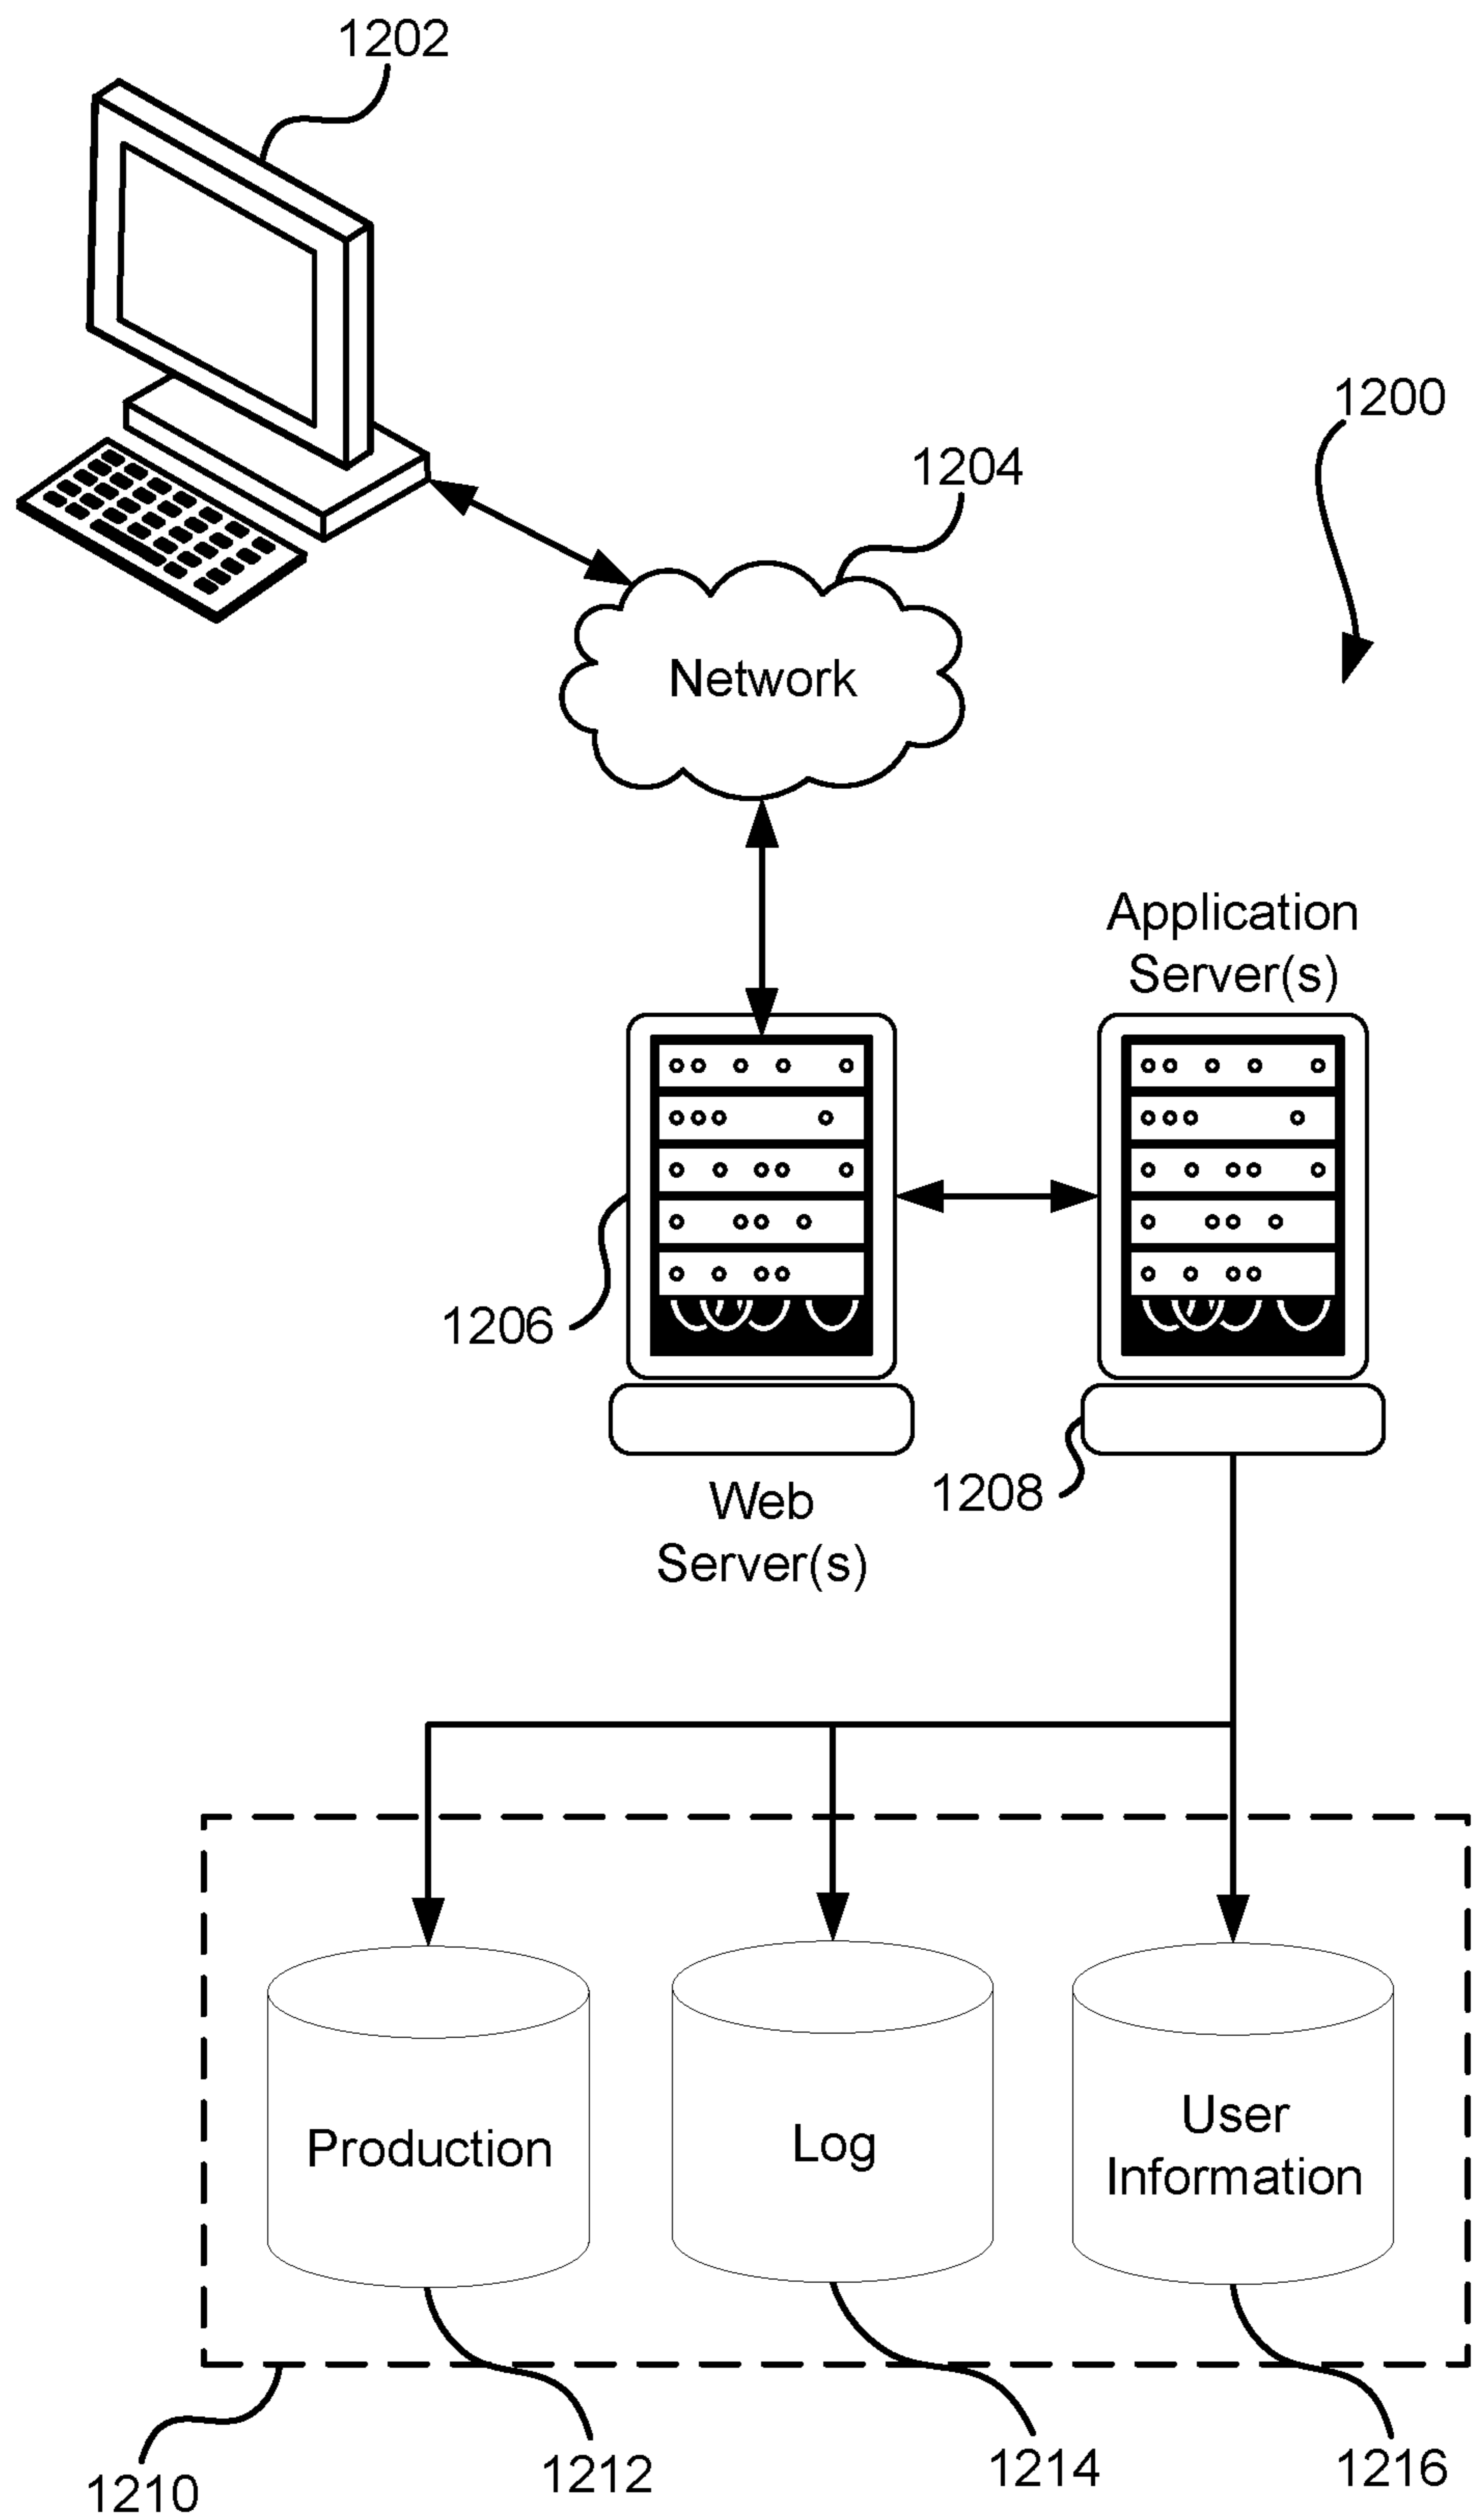 1202
1200
1204
Network
Application
Server(s)
1206
1208
Web
Server(s)
Production
Log
User
Information
1210
1212
1214
1216